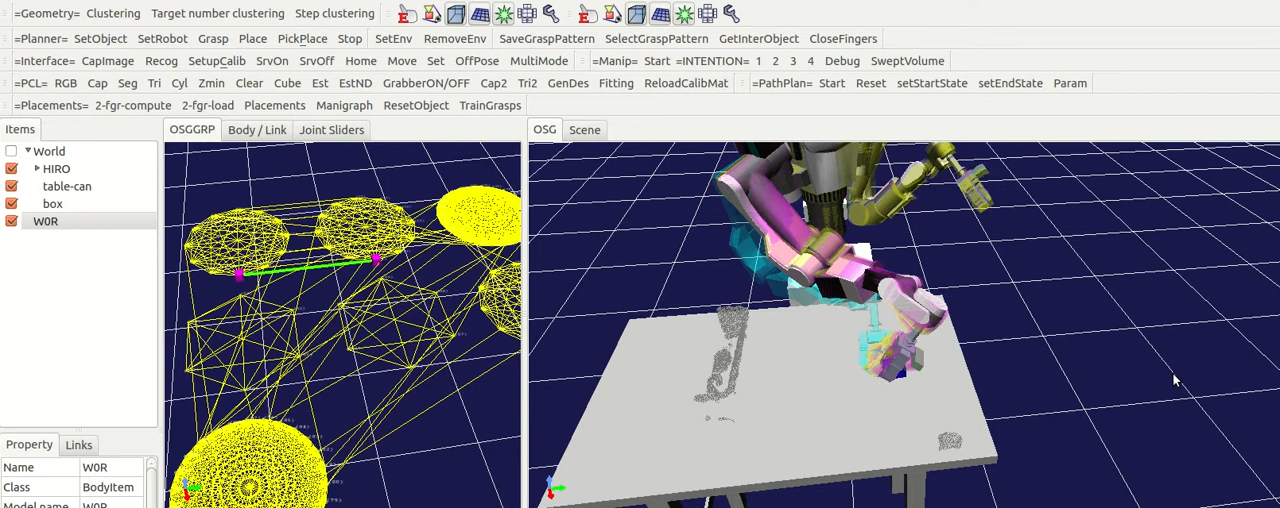 =Geometry= Clustering Target number clustering Step clustering
=Planner= SetObject SetRobot Grasp Place PickPlace Stop SetEnv RemoveEnv SaveGraspPattern SelectGraspPattern GetInterObject CloseFingers
=Interface= CapImage Recog SetupCalib SrvOn SrvOff Home Move Set OffPose MultiMode =Manip= Start =INTENTION= 1 2 3 4 Debug SweptVolume
=PCL= RGB Cap Seg Tri Cyl Zmin Clear Cube Est EstND GrabberON/OFF Cap2 Tri2 GenDes Fitting ReloadCalibMat =PathPlan= Start Reset setStartState setEndState Param
=Placements= 2-fgr-compute 2-fgr-load Placements Manigraph ResetObject TrainGrasps
Items OSGGRP Body / Link Joint Sliders OSG Scene
World
HIRO
table-can
box
W0R
Property Links
Name W0R
Class BodyItem
Model name W0R